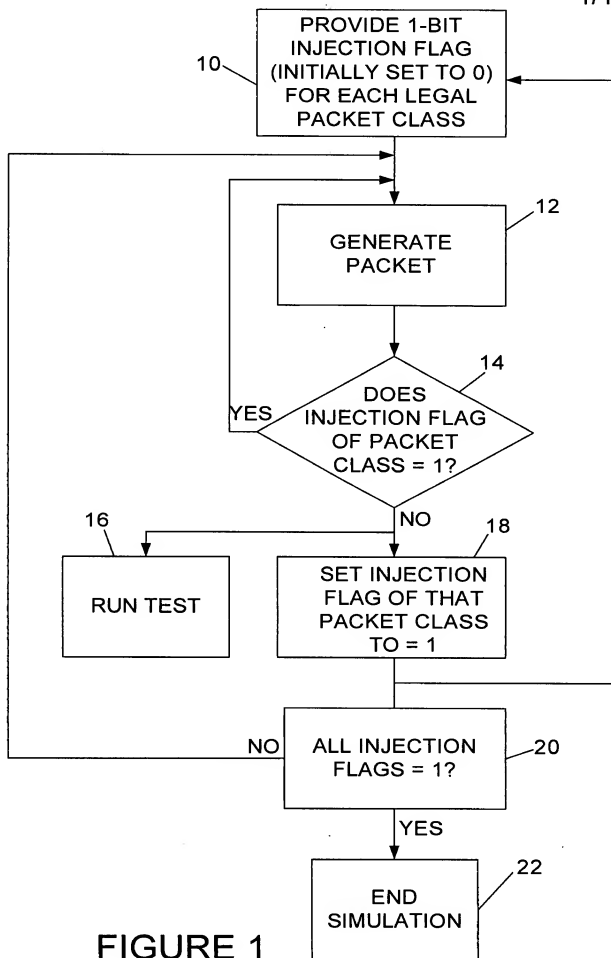 1/1
PROVIDE 1-BIT
INJECTION FLAG
(INITIALLY SET TO 0)
FOR EACH LEGAL
PACKET CLASS
10
12
GENERATE
PACKET
14
DOES
INJECTION FLAG
OF PACKET
CLASS = 1?
YES
NO
16
18
RUN TEST
SET INJECTION
FLAG OF THAT
PACKET CLASS
TO = 1
NO
ALL INJECTION
FLAGS = 1?
20
YES
22
END
SIMULATION
FIGURE 1